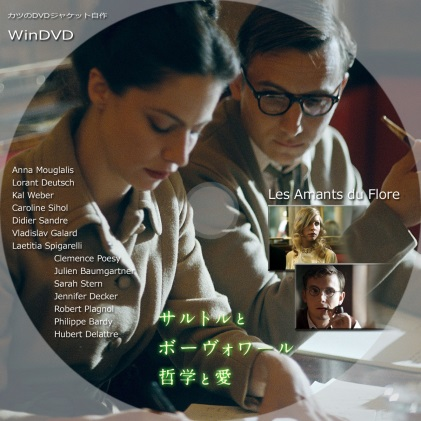 カツのDVDジャケット自作
WinDVD
Anna Mouglalis
Lorant Deutsch
Kal Weber
Caroline Sihol
Didier Sandre
Vladislav Galard
Laetitia Spigarelli
Clemence Poesy
Julien Baumgartner
Sarah Stern
Jennifer Decker
Robert Plagnol
Philippe Bardy
Hubert Delattre
Les Amants du Flore
サルトルと
ボーヴォワール
哲学と愛